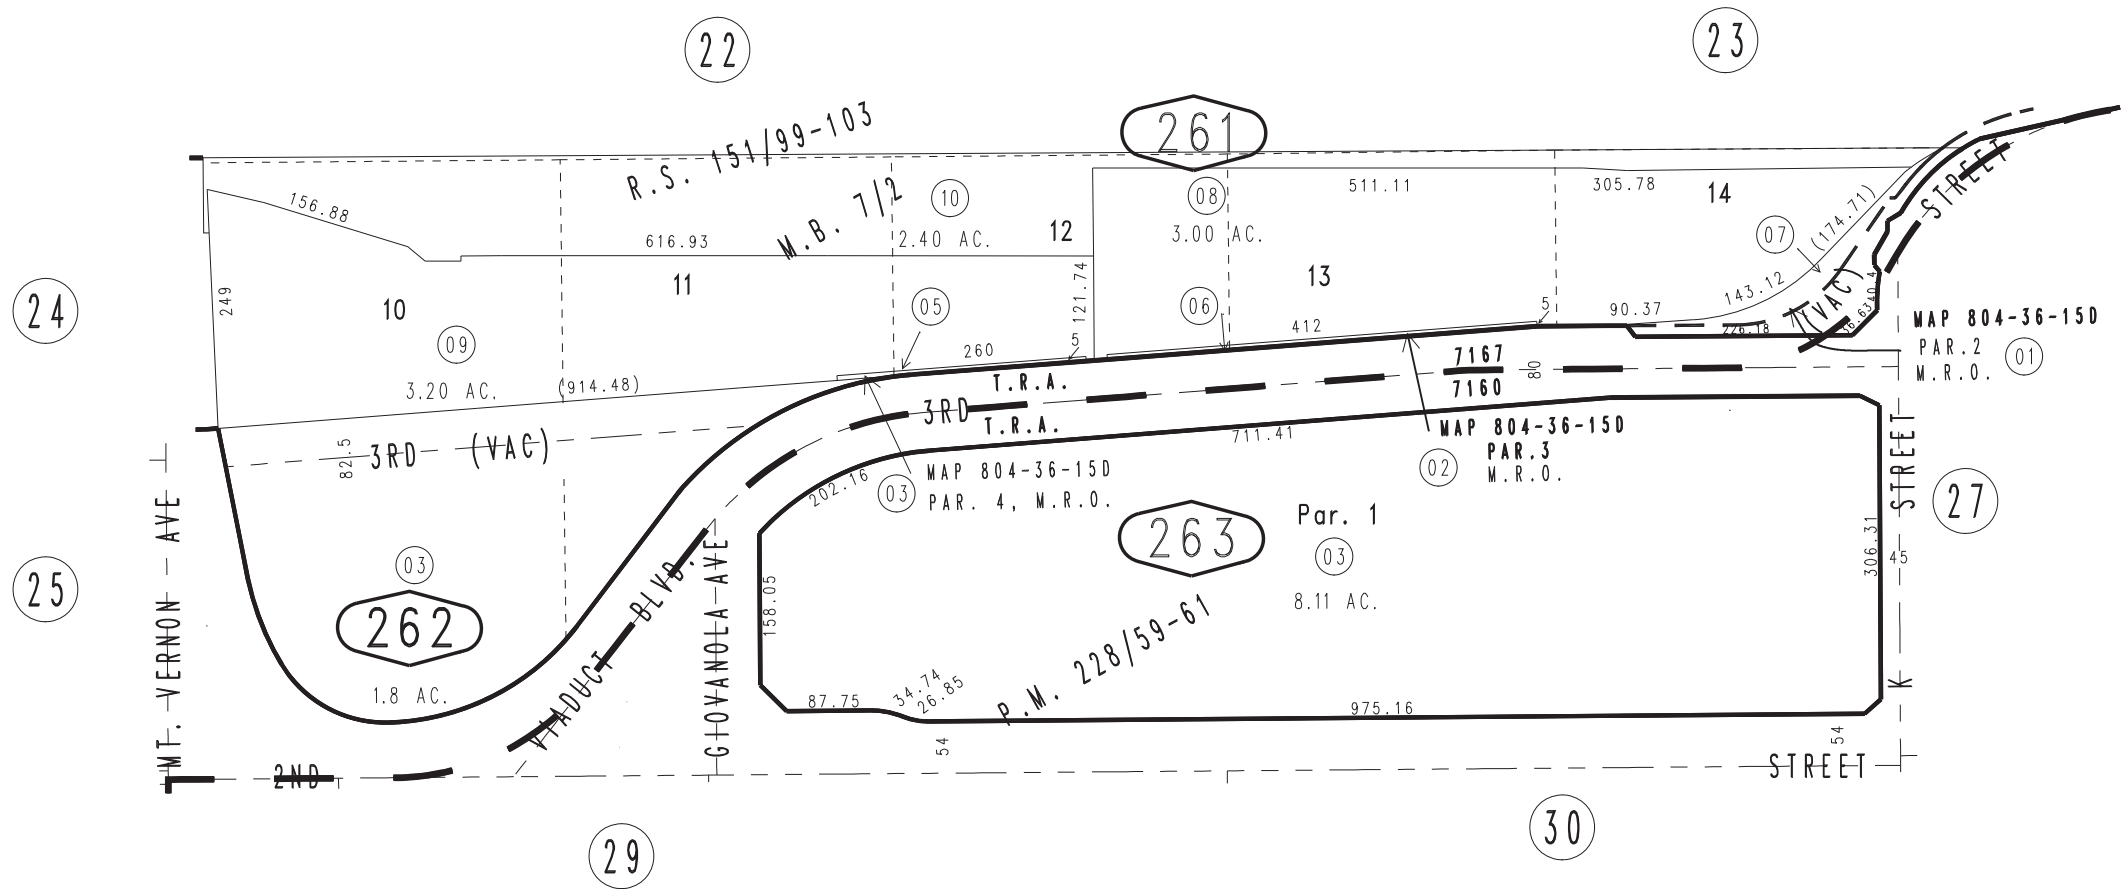 22
23
261
R.S. 151/99-103
M.B. 7/2
156.88
10
08
511.11
305.78
14
(174.71)
STREET
616.93
2.40 AC.
12
3.00 AC.
07
24
249
10
11
121.74
13
143.12
(VAC)
05
06
5
90.37
226.18
MAP 804-36-15D
PAR.2
M.R.O.
01
09
3.20 AC.
(914.48)
260
5
412
7167
7160
80
T.R.A.
3RD
T.R.A.
82.5
3RD (VAC)
711.41
MAP 804-36-15D
PAR.3
M.R.O.
02
202.16
03
MAP 804-36-15D
PAR. 4, M.R.O.
STREET
27
MT. VERNON AVE
25
03
262
1.8 AC.
VIADUCT BLVD.
GIOVANOLA AVE
158.05
263
Par. 1
03
8.11 AC.
306.31
45
P.M. 228/59-61
87.75
34.74
26.85
975.16
K
54
54
2ND
STREET
29
30